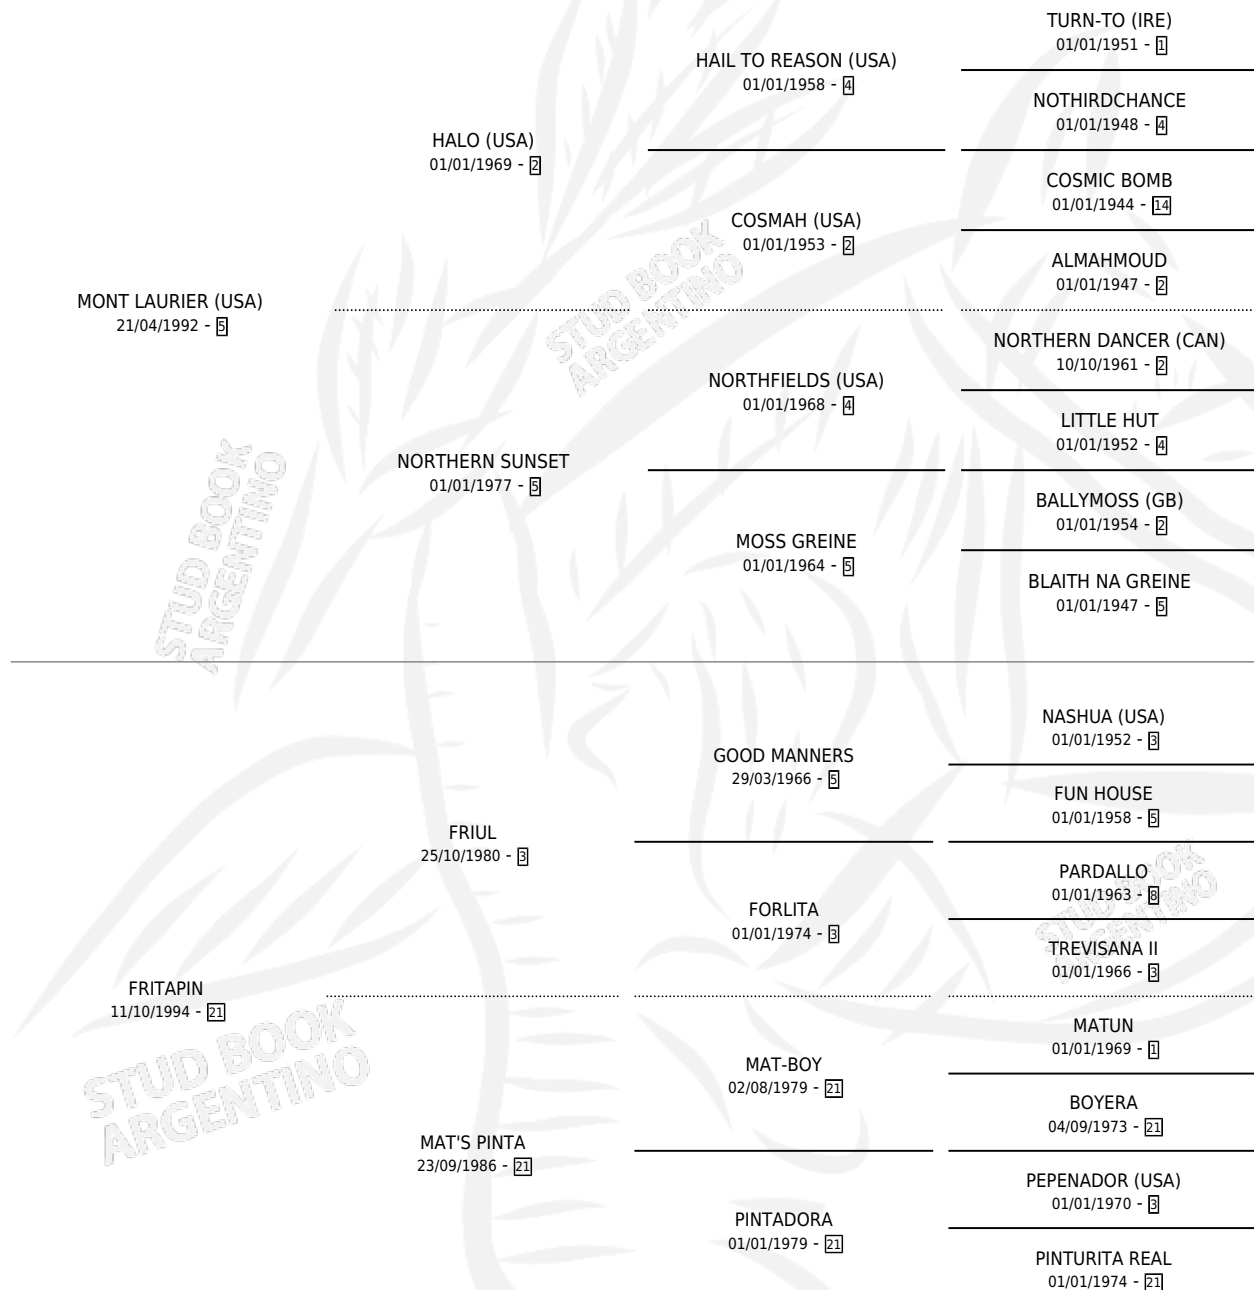 MONT LAURIER (USA)
21/04/1992 - 5
HALO (USA)
01/01/1969 - 2
HAIL TO REASON (USA)
01/01/1958 - 4
TURN-TO (IRE)
01/01/1951 - 1
NOTHIRDCHANCE
01/01/1948 - 4
COSMAH (USA)
01/01/1953 - 2
COSMIC BOMB
01/01/1944 - 14
ALMAHMOUD
01/01/1947 - 2
NORTHERN SUNSET
01/01/1977 - 5
NORTHFIELDS (USA)
01/01/1968 - 4
NORTHERN DANCER (CAN)
10/10/1961 - 2
LITTLE HUT
01/01/1952 - 4
MOSS GREINE
01/01/1964 - 5
BALLYMOSS (GB)
01/01/1954 - 2
BLAITH NA GREINE
01/01/1947 - 5
FRITAPIN
11/10/1994 - 21
FRIUL
25/10/1980 - 3
GOOD MANNERS
29/03/1966 - 5
NASHUA (USA)
01/01/1952 - 3
FUN HOUSE
01/01/1958 - 5
FORLITA
01/01/1974 - 3
PARDALLO
01/01/1963 - 8
TREVISANA II
01/01/1966 - 3
MAT'S PINTA
23/09/1986 - 21
MAT-BOY
02/08/1979 - 21
MATUN
01/01/1969 - 1
BOYERA
04/09/1973 - 21
PINTADORA
01/01/1979 - 21
PEPENADOR (USA)
01/01/1970 - 3
PINTURITA REAL
01/01/1974 - 21
STUD BOOK
ARGENTINO
STUD BOOK
ARGENTINO
STUD BOOK
ARGENTINO
STUD BOOK
ARGENTINO